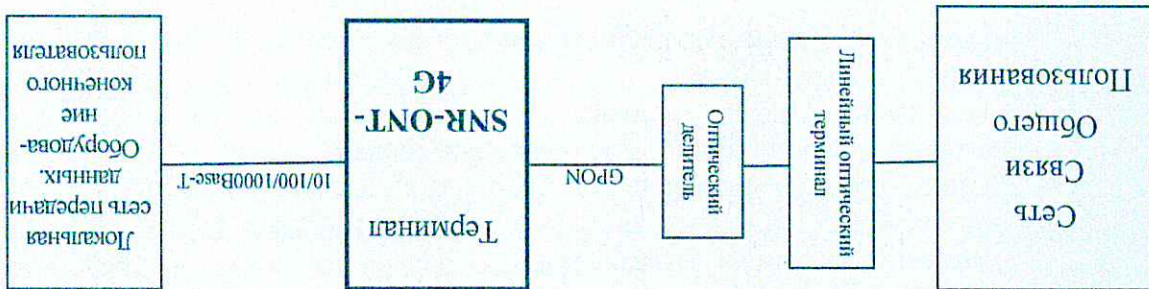 Сеть
Связи
Общего
Пользования
Линейный оптический
терминал
Оптический
делитель
GPON
Терминал
SNR-ONT-
4G
10/100/1000Base-T
Локальная
сеть передачи
данных.
Оборудова-
ние
конечного
пользователя